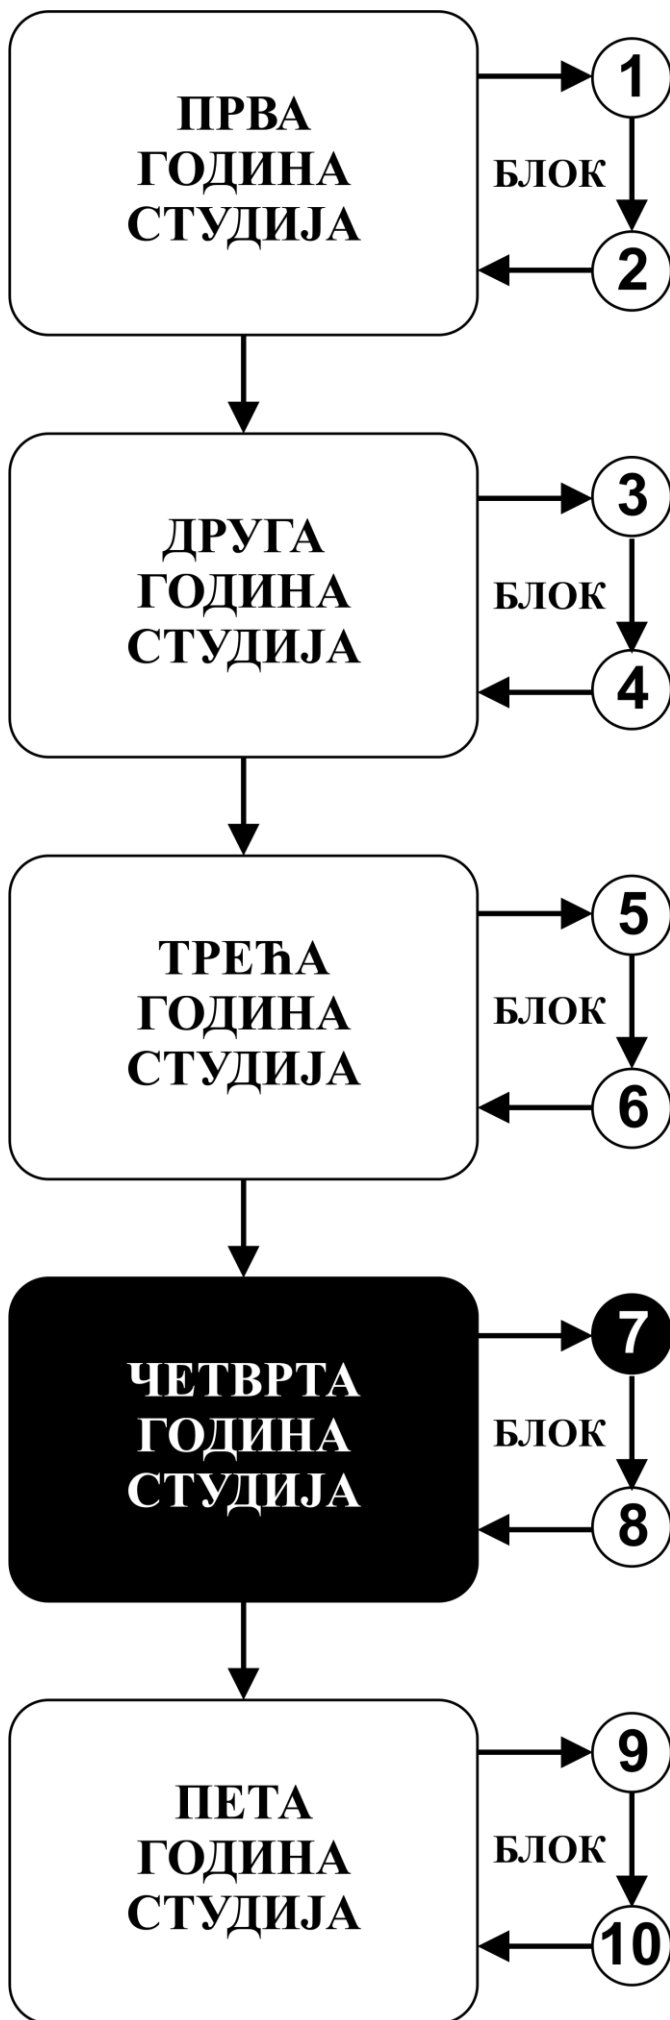 ПРВА
ГОДИНА
СТУДИЈА
1
БЛОК
2
ДРУГА
ГОДИНА
СТУДИЈА
3
БЛОК
4
ТРЕЋА
ГОДИНА
СТУДИЈА
5
БЛОК
6
ЧЕТВРТА
ГОДИНА
СТУДИЈА
7
БЛОК
8
ПЕТА
ГОДИНА
СТУДИЈА
9
БЛОК
10